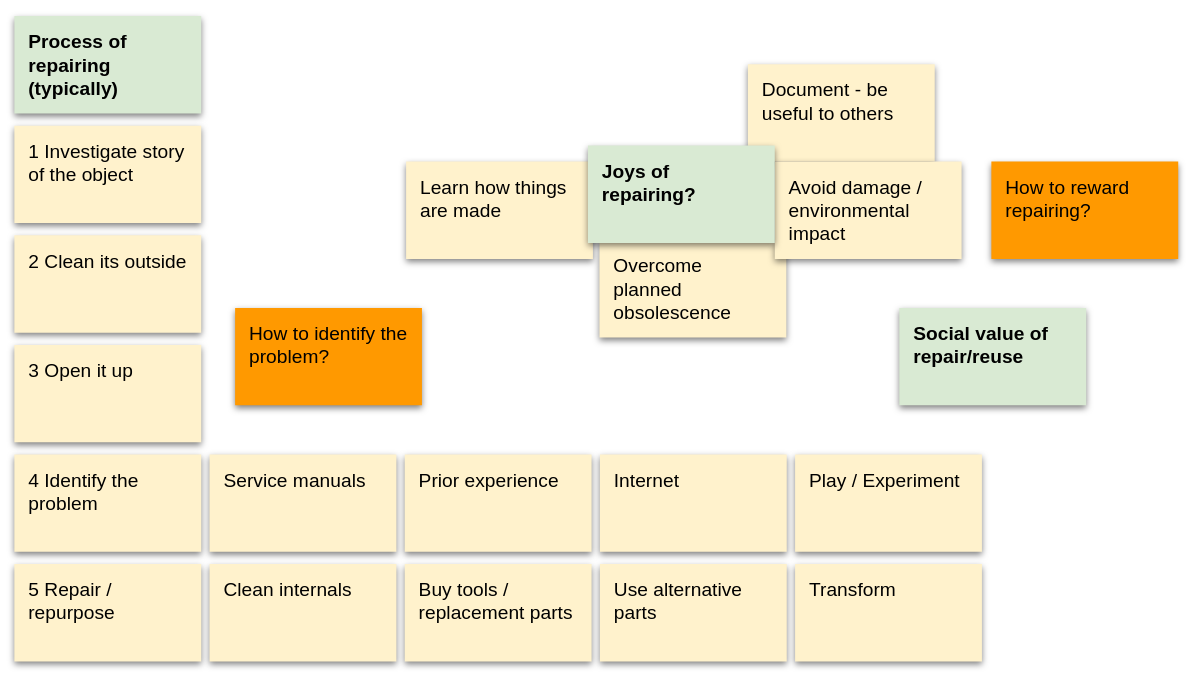 Process of
repairing
(typically)
1 Investigate story
of the object
2 Clean its outside
3 Open it up
How to identify the
problem?
Learn how things
are made
Joys of
repairing?
Document - be
useful to others
Avoid damage /
environmental
impact
Overcome
planned
obsolescence
How to reward
repairing?
Social value of
repair/reuse
4 Identify the
problem
Service manuals
Prior experience
Internet
Play / Experiment
5 Repair /
repurpose
Clean internals
Buy tools /
replacement parts
Use alternative
parts
Transform